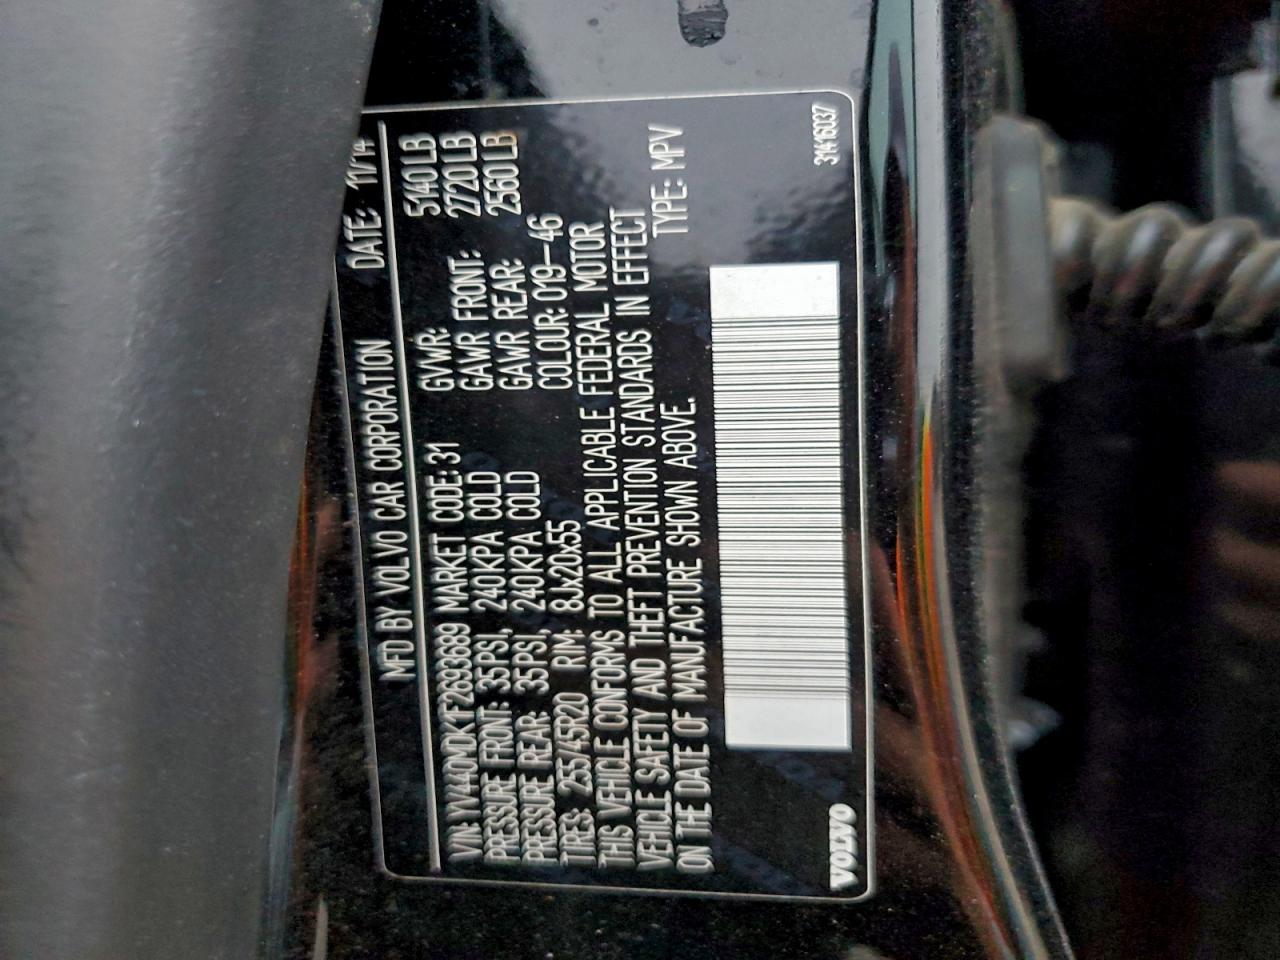 MFD BY VOLVO CAR CORPORATION DATE: 11/14
VIN: YV440MDK1F2693689 MARKET CODE: 31 GVWR: 5140LB
PRESSURE FRONT: 35PSI, 240KPA COLD GAWR FRONT: 2720LB
PRESSURE REAR: 35PSI, 240KPA COLD GAWR REAR: 2560LB
TIRES: 255/45R20 RIM: 8Jx20x55 COLOUR: 019-46
THIS VEHICLE CONFORMS TO ALL APPLICABLE FEDERAL MOTOR
VEHICLE SAFETY AND THEFT PREVENTION STANDARDS IN EFFECT
ON THE DATE OF MANUFACTURE SHOWN ABOVE. TYPE: MPV
VOLVO 31416037